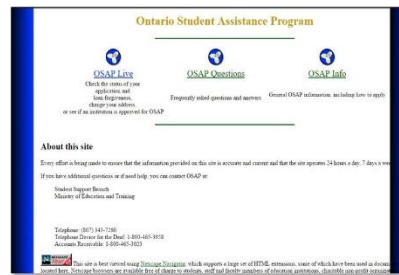 Ontario Student Assistance Program
OSAP Live
OSAP Questions
OSAP Info
Check the status of your
application and
loan forgiveness,
change your address
or see if an institution is approved for OSAP
Frequently asked questions and answers
General OSAP information, including how to apply
About this site
Every effort is being made to ensure that the information provided on this site is accurate and current and that the site operates 24 hours a day, 7 days a wee
If you have additional questions or if need help, you can contact OSAP at:
Student Support Branch
Ministry of Education and Training
Telephone: (807) 343-7260
Telephone Device for the Deaf: 1-800-465-3958
Accounts Receivable: 1-800-465-3023
This site is best viewed using Netscape Navigator, which supports a large set of HTML extensions, some of which have been used in docum
located here. Netscape browsers are available free of charge to students, staff and faculty members of education institutions, charitable non-profit organizat